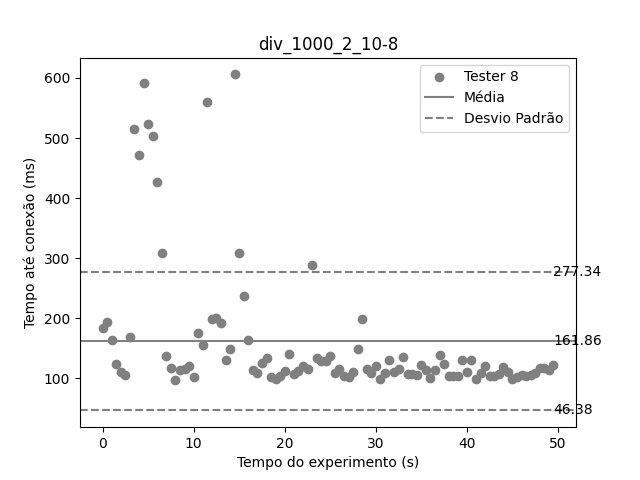 div_1000_2_10-8
Tester 8
Média
Desvio Padrão
600
500
400
300
200
100
277.34
161.86
46.38
0
10
20
30
40
50
Tempo até conexão (ms)
Tempo do experimento (s)